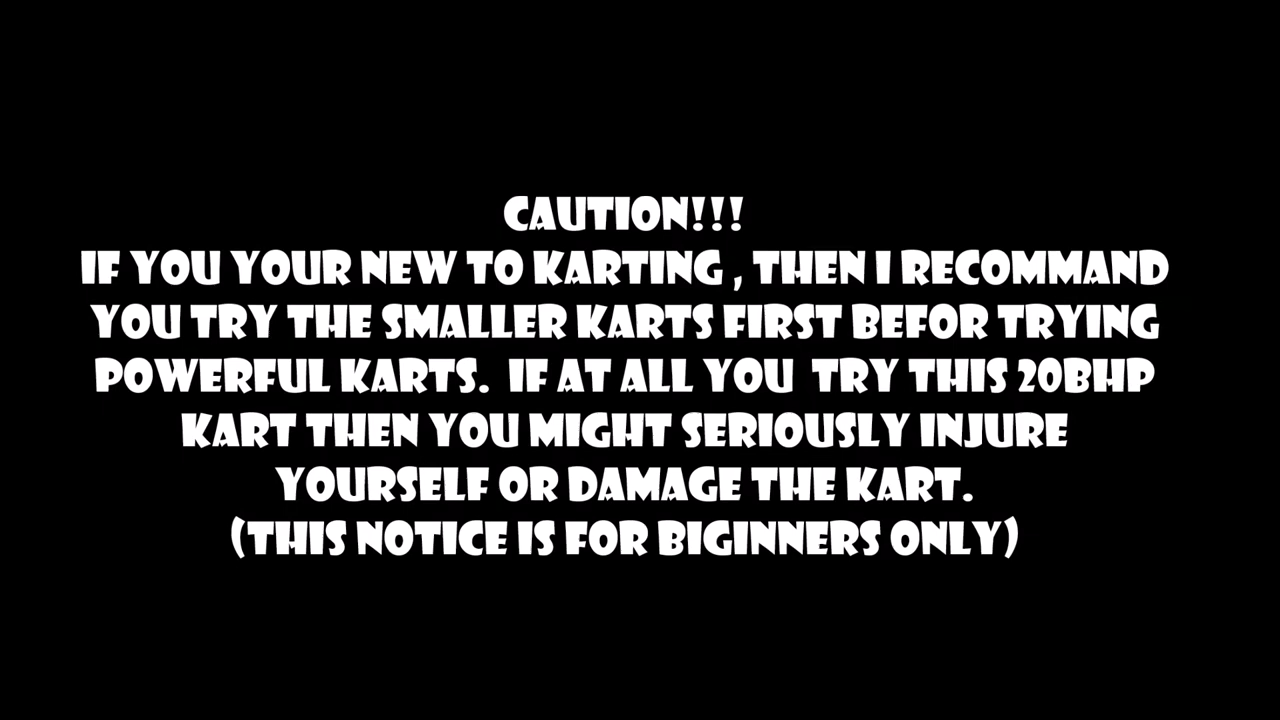 CAUTION!!!
IF YOU YOUR NEW TO KARTING , THEN I RECOMMAND
YOU TRY THE SMALLER KARTS FIRST BEFOR TRYING
POWERFUL KARTS.  IF AT ALL YOU  TRY THIS 20BHP
KART THEN YOU MIGHT SERIOUSLY INJURE
YOURSELF OR DAMAGE THE KART.
(THIS NOTICE IS FOR BIGINNERS ONLY)